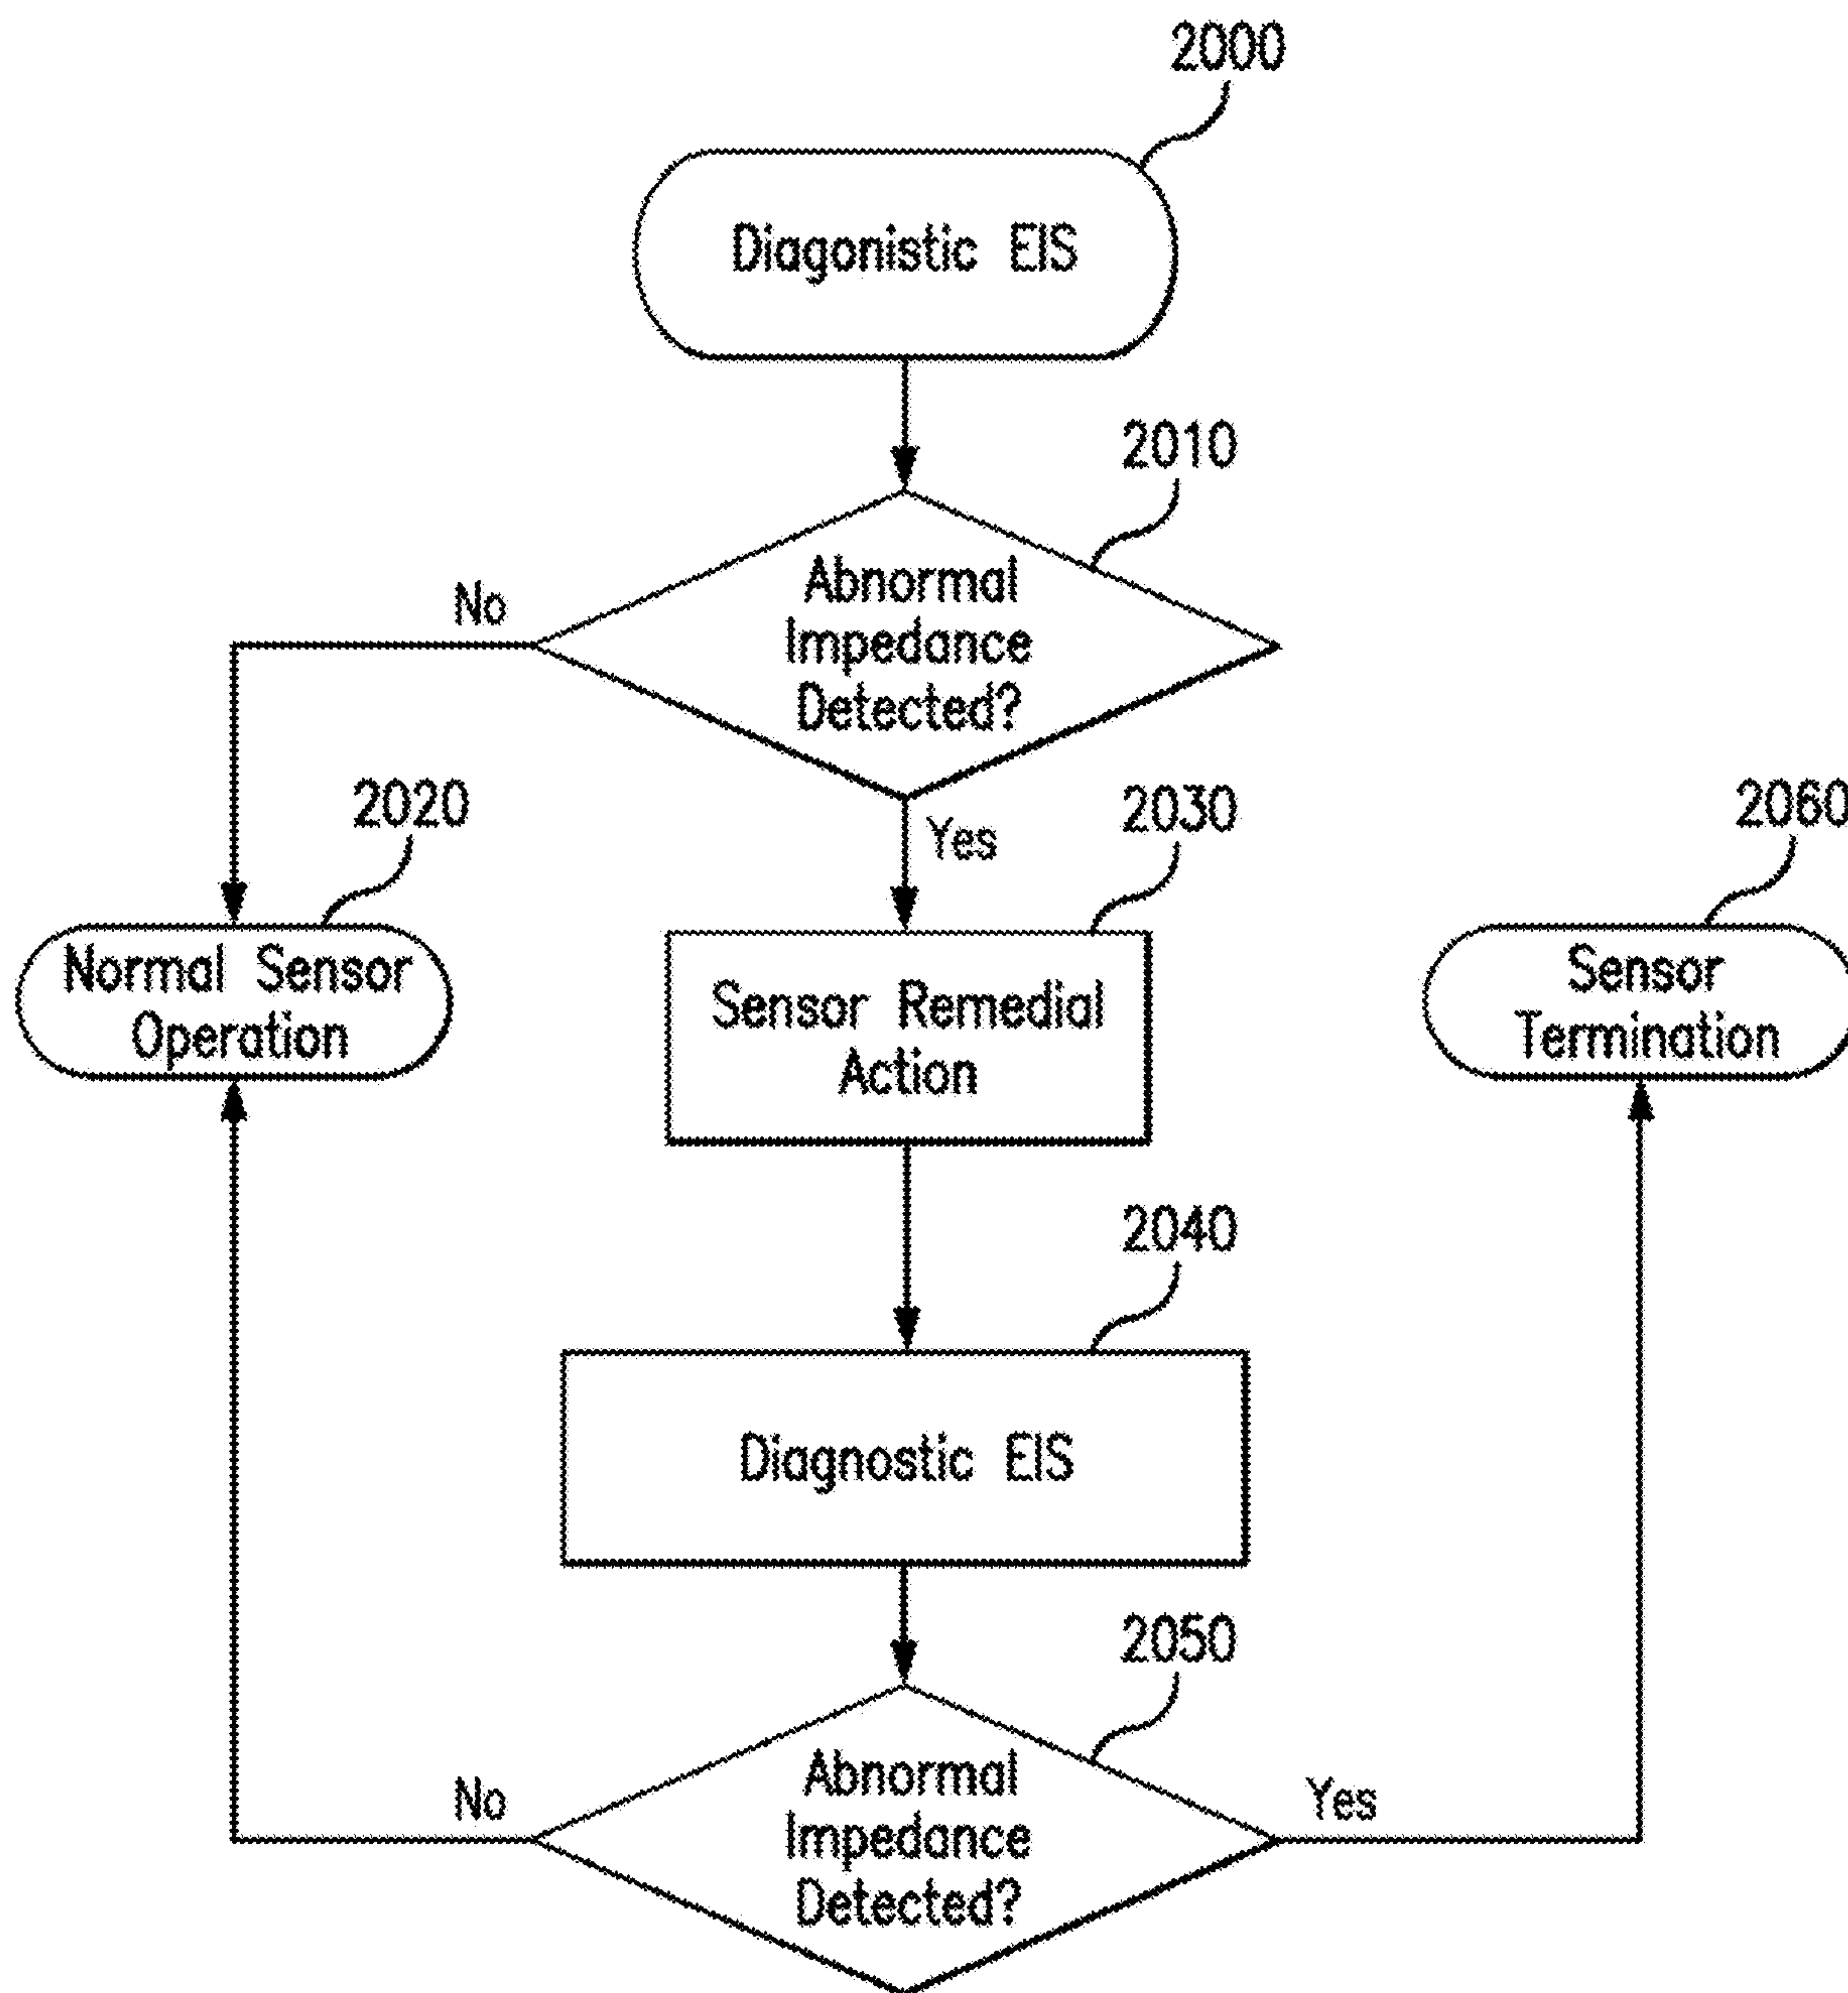 2000
Diagonistic EIS
2010
Abnormal
Impedance
Detected?
No
Yes
2020
Normal Sensor
Operation
2030
Sensor Remedial
Action
2060
Sensor
Termination
2040
Diagnostic EIS
2050
Abnormal
Impedance
Detected?
No
Yes